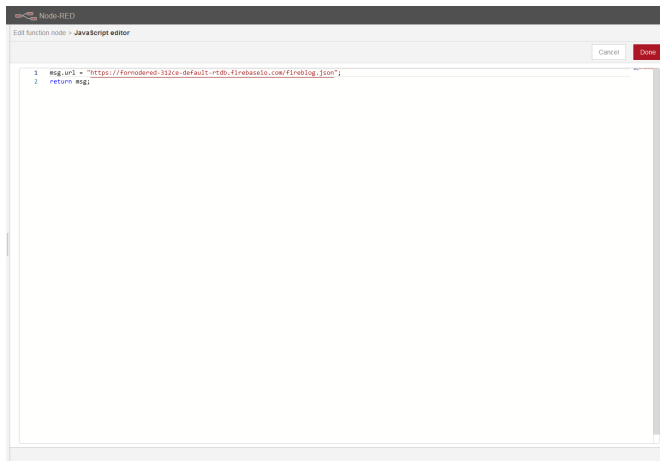 Node-RED
Edit function node > JavaScript editor
Cancel
Done
1 msg.url = "https://fornodered-312ce-default-rtdb.firebaseio.com/fireblog.json";
2 return msg;